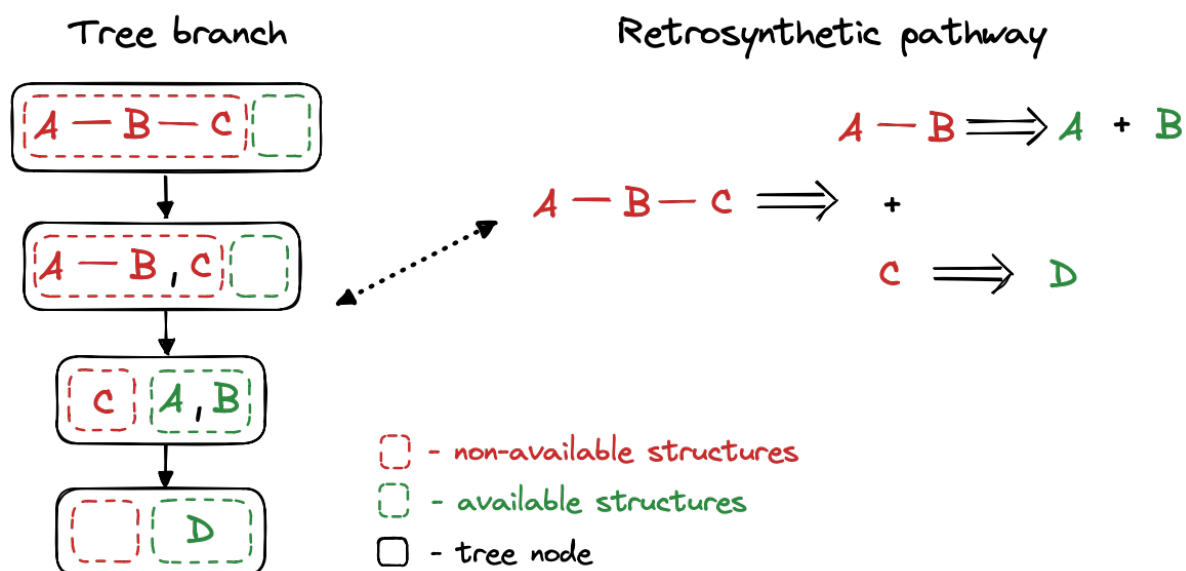 Tree branch
A — B — C
A — B, C
C A, B
D
Retrosynthetic pathway
A — B ⟹ A + B
A — B — C ⟹ +
C ⟹ D
- non-available structures
- available structures
- tree node